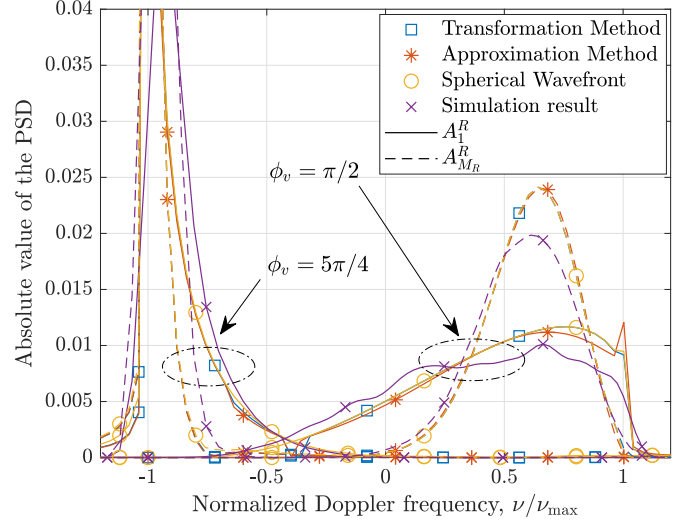 0.04
0.035
0.03
0.025
0.02
0.015
0.01
0.005
0
Absolute value of the PSD
Transformation Method
Approximation Method
Spherical Wavefront
Simulation result
A_1^R
A_{M_R}^R
ϕ_v = π/2
ϕ_v = 5π/4
-1 -0.5 0 0.5 1
Normalized Doppler frequency, ν/ν_max